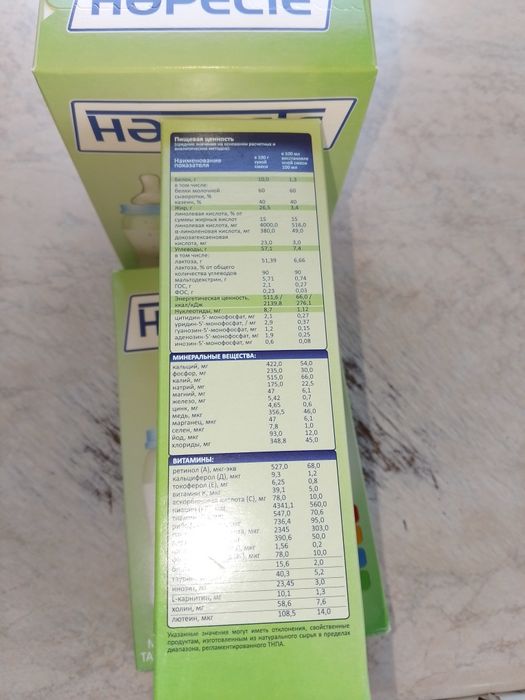 НӘРЕСТЕ
НӘ
Н
Пищевая ценность
(средние значения на основании расчетных и
аналитических методов)
Наименование показателя в 100 г сухой смеси в 100 мл восстановленной смеси
Белок, г 10,0 1,3
в том числе:
белки молочной
сыворотки, % 60 60
казеин, % 40 40
Жир, г 26,5 3,4
линолевая кислота, % от
суммы жирных кислот 15 15
линолевая кислота, мг 4000,0 516,0
α-линоленовая кислота, мг 380,0 49,0
докозагексаеновая
кислота, мг 23,0 3,0
Углеводы, г 57,1 7,4
в том числе:
лактоза, г 51,39 6,66
лактоза, % от общего
количества углеводов 90 90
мальтодекстрин, г 5,71 0,74
ГОС, г 2,1 0,27
ФОС, г 0,23 0,03
Энергетическая ценность, 511,6 / 66,0 /
ккал/кДж 2139,8 276,1
Нуклеотиды, мг 8,7 1,12
цитидин-5'-монофосфат, мг 2,1 0,27
уридин-5'-монофосфат, мг 2,9 0,37
гуанозин-5'-монофосфат, мг 1,2 0,15
аденозин-5'-монофосфат, мг 1,9 0,25
инозин-5'-монофосфат, мг 0,6 0,08
МИНЕРАЛЬНЫЕ ВЕЩЕСТВА:
кальций, мг 422,0 54,0
фосфор, мг 235,0 30,0
калий, мг 515,0 66,0
натрий, мг 175,0 22,5
магний, мг 47 6,1
железо, мг 5,42 0,7
цинк, мг 4,65 0,6
медь, мкг 356,5 46,0
марганец, мкг 47 6,1
селен, мкг 7,8 1,0
йод, мкг 93,0 12,0
хлориды, мг 348,8 45,0
ВИТАМИНЫ:
ретинол (А), мкг-экв 527,0 68,0
кальциферол (Д), мкг 9,3 1,2
токоферол (Е), мг 6,25 0,8
витамин К, мкг 39,1 5,0
аскорбиновая кислота (С), мг 78,0 10,0
ниацин 4341,1 560,0
547,0 70,6
736,4 95,0
мкг 2345 303,0
390,6 50,0
мкг 1,56 0,2
мкг 78,0 10,0
15,6 2,0
таурин, 40,3 5,2
инозит, 23,45 3,0
L-карнитин, мг 10,1 1,3
холин, мг 58,6 7,6
лютеин, мкг 108,5 14,0
Указанные значения могут иметь отклонения, свойственные
продуктам, изготовленным из натурального сырья в пределах
диапазона, регламентированного ТНПА.